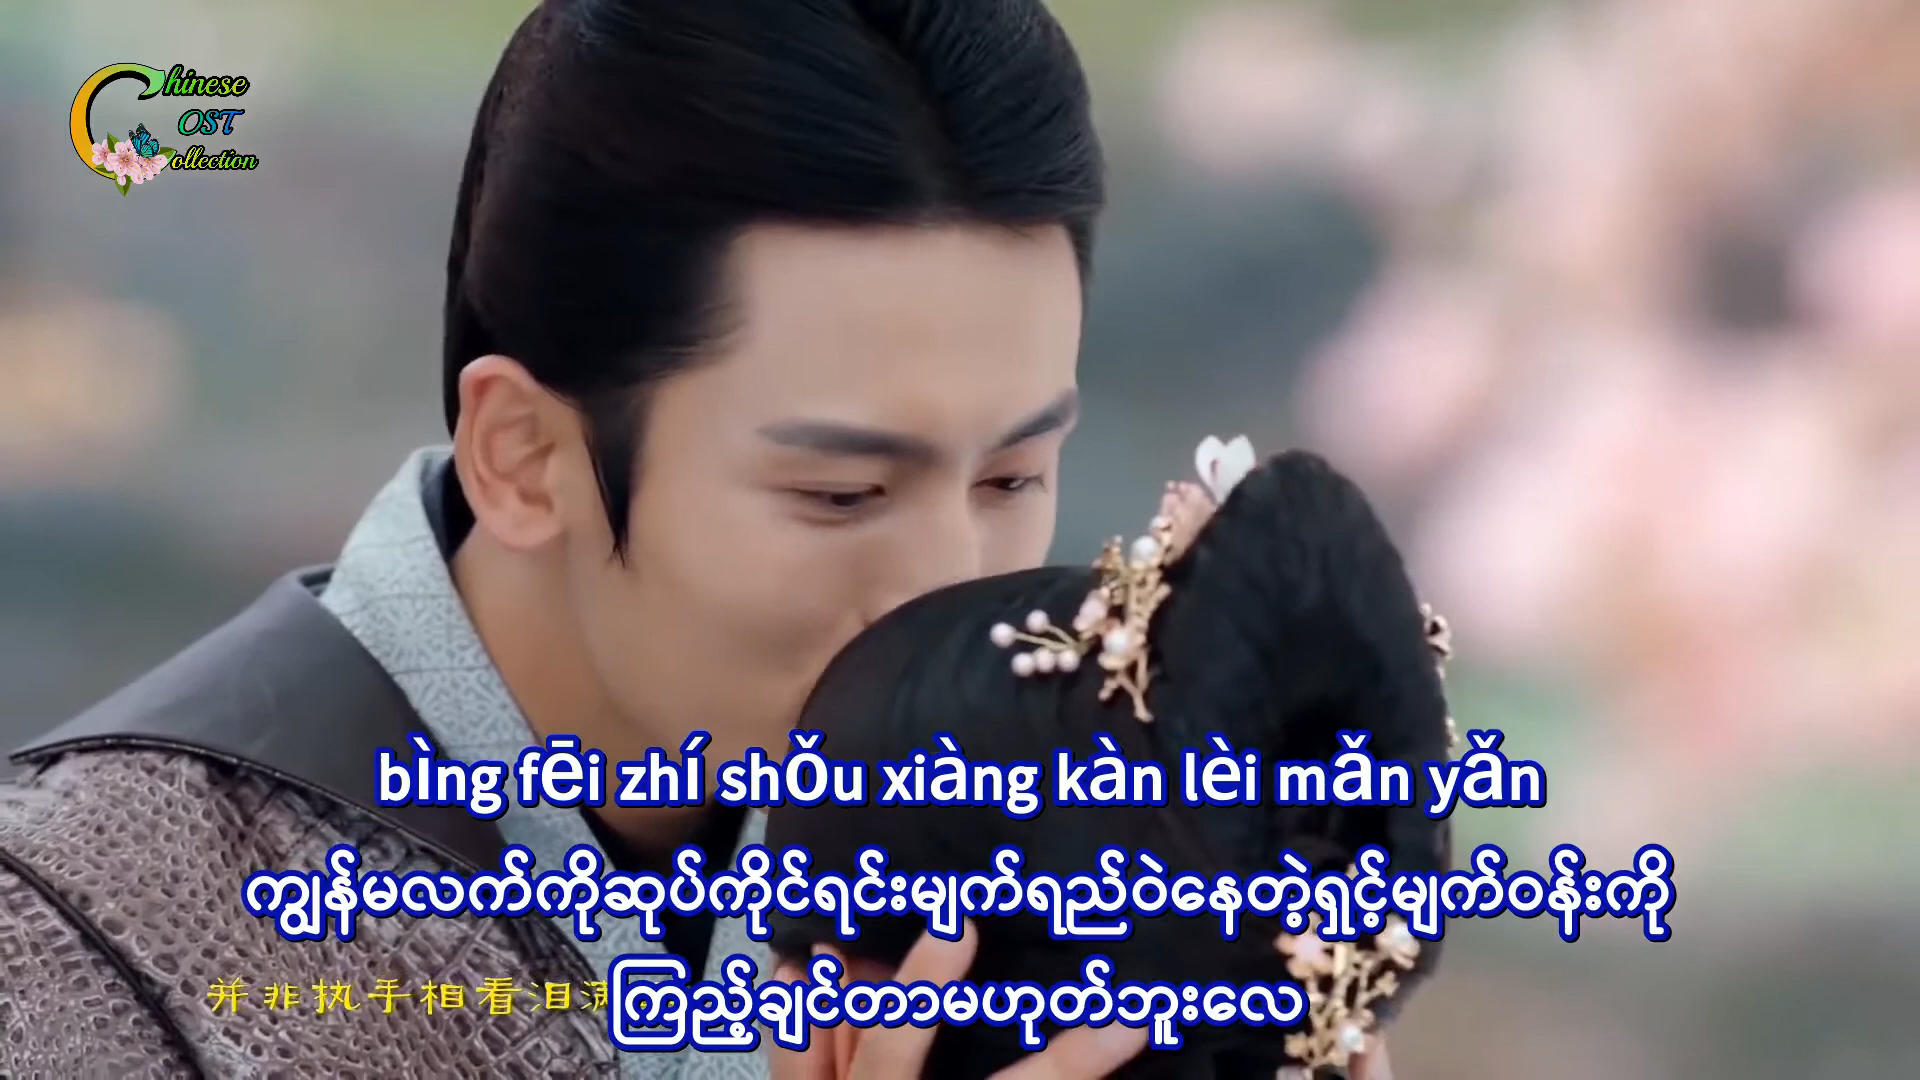 Chinese
OST
Collection
bìng fēi zhí shǒu xiàng kàn lèi mǎn yǎn
ကျွန်မလက်ကိုဆုပ်ကိုင်ရင်းမျက်ရည်ဝဲနေတဲ့ရှင့်မျက်ဝန်းကို
并非执手相看泪满
ကြည့်ချင်တာမဟုတ်ဘူးလေ